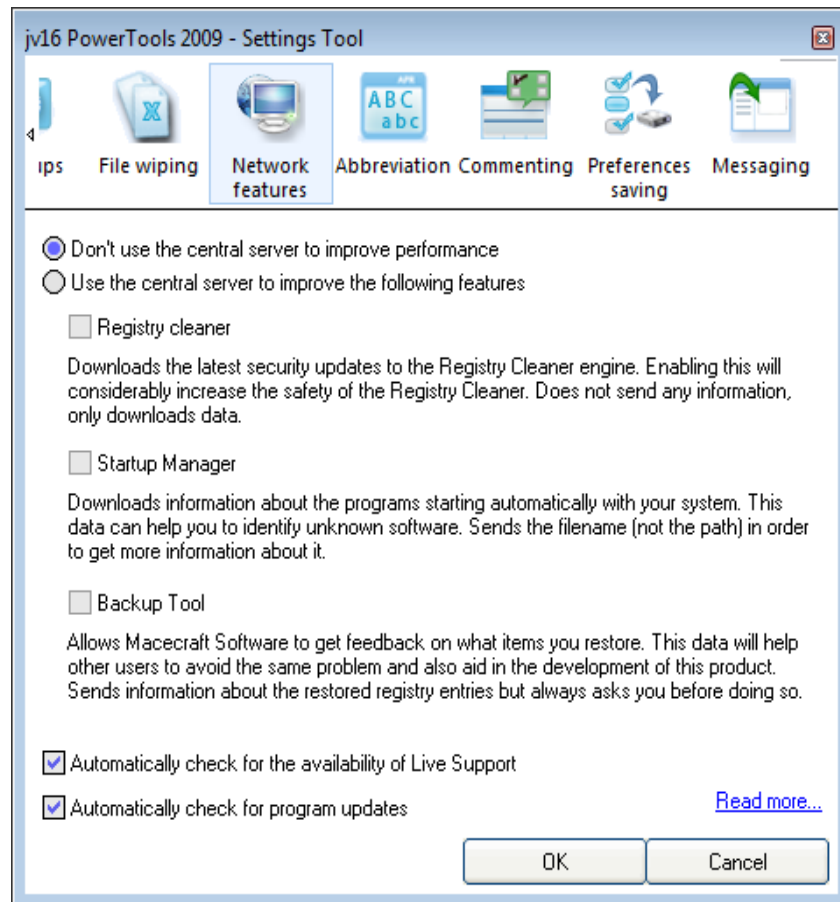 jv16 PowerTools 2009 - Settings Tool
ABC
abc
ıps
File wiping
Network
features
Abbreviation
Commenting
Preferences
saving
Messaging
Don't use the central server to improve performance
Use the central server to improve the following features
Registry cleaner
Downloads the latest security updates to the Registry Cleaner engine. Enabling this will
considerably increase the safety of the Registry Cleaner. Does not send any information,
only downloads data.
Startup Manager
Downloads information about the programs starting automatically with your system. This
data can help you to identify unknown software. Sends the filename (not the path) in order
to get more information about it.
Backup Tool
Allows Macecraft Software to get feedback on what items you restore. This data will help
other users to avoid the same problem and also aid in the development of this product.
Sends information about the restored registry entries but always asks you before doing so.
Automatically check for the availability of Live Support
Automatically check for program updates
Read more...
OK
Cancel